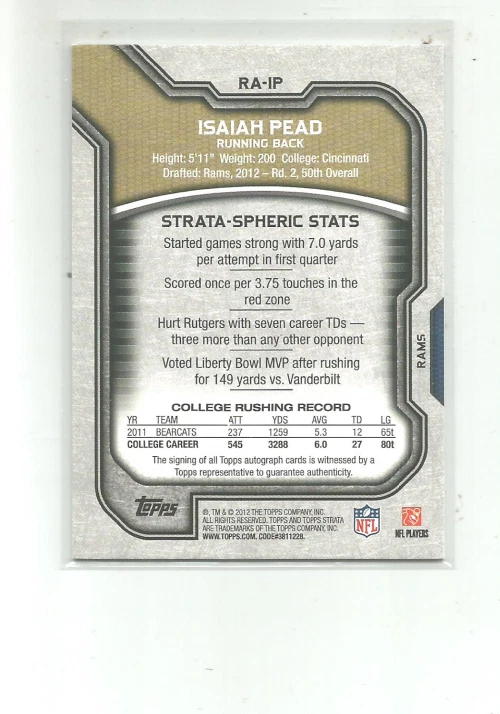 RA-IP
ISAIAH PEAD
RUNNING BACK
Height: 5'11" Weight: 200 College: Cincinnati
Drafted: Rams, 2012 – Rd. 2, 50th Overall
STRATA-SPHERIC STATS
Started games strong with 7.0 yards
per attempt in first quarter
Scored once per 3.75 touches in the
red zone
Hurt Rutgers with seven career TDs —
three more than any other opponent
Voted Liberty Bowl MVP after rushing
for 149 yards vs. Vanderbilt
RAMS
COLLEGE RUSHING RECORD
YR TEAM ATT YDS AVG TD LG
2011 BEARCATS 237 1259 5.3 12 65t
COLLEGE CAREER 545 3288 6.0 27 80t
The signing of all Topps autograph cards is witnessed by a
Topps representative to guarantee authenticity.
Topps
®, TM & © 2012 THE TOPPS COMPANY, INC.
ALL RIGHTS RESERVED. TOPPS AND TOPPS STRATA
ARE TRADEMARKS OF THE TOPPS COMPANY, INC.
WWW.TOPPS.COM. CODE#3811228.
NFL
NFL PLAYERS